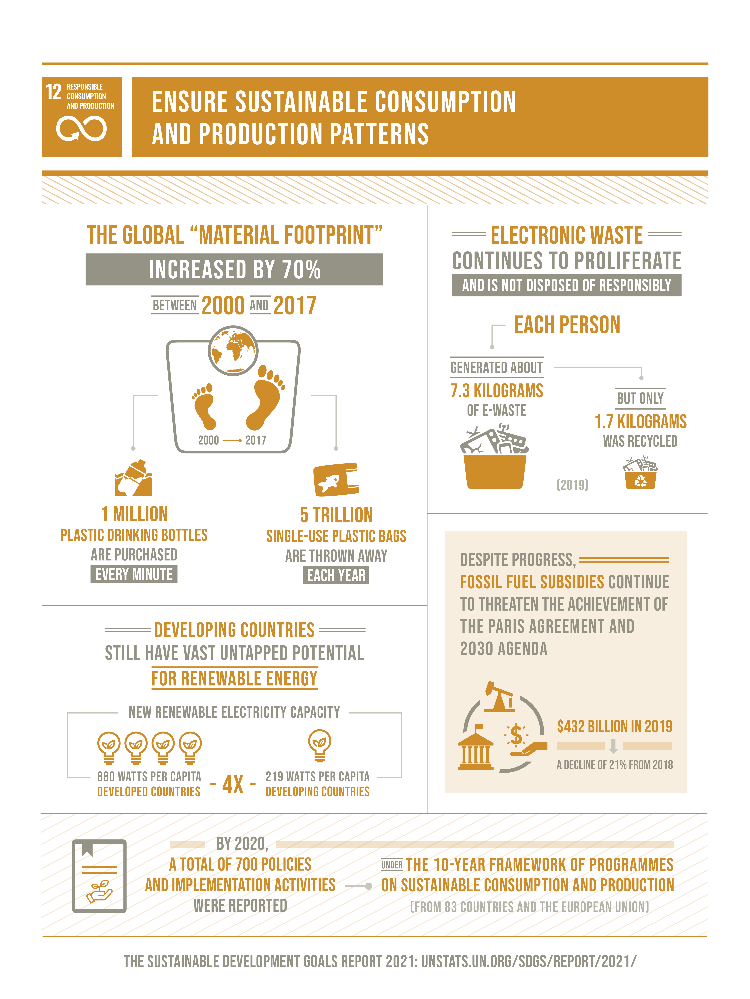 12 RESPONSIBLE
CONSUMPTION
AND PRODUCTION
ENSURE SUSTAINABLE CONSUMPTION
AND PRODUCTION PATTERNS
THE GLOBAL “MATERIAL FOOTPRINT”
INCREASED BY 70%
BETWEEN 2000 AND 2017
2000 2017
1 MILLION
PLASTIC DRINKING BOTTLES
ARE PURCHASED
EVERY MINUTE
5 TRILLION
SINGLE-USE PLASTIC BAGS
ARE THROWN AWAY
EACH YEAR
ELECTRONIC WASTE
CONTINUES TO PROLIFERATE
AND IS NOT DISPOSED OF RESPONSIBLY
EACH PERSON
GENERATED ABOUT
7.3 KILOGRAMS
OF E-WASTE
BUT ONLY
1.7 KILOGRAMS
WAS RECYCLED
(2019)
DEVELOPING COUNTRIES
STILL HAVE VAST UNTAPPED POTENTIAL
FOR RENEWABLE ENERGY
NEW RENEWABLE ELECTRICITY CAPACITY
880 WATTS PER CAPITA
DEVELOPED COUNTRIES
- 4X -
219 WATTS PER CAPITA
DEVELOPING COUNTRIES
DESPITE PROGRESS,
FOSSIL FUEL SUBSIDIES CONTINUE
TO THREATEN THE ACHIEVEMENT OF
THE PARIS AGREEMENT AND
2030 AGENDA
$
$432 BILLION IN 2019
A DECLINE OF 21% FROM 2018
BY 2020,
A TOTAL OF 700 POLICIES
AND IMPLEMENTATION ACTIVITIES
WERE REPORTED
UNDER THE 10-YEAR FRAMEWORK OF PROGRAMMES
ON SUSTAINABLE CONSUMPTION AND PRODUCTION
(FROM 83 COUNTRIES AND THE EUROPEAN UNION)
THE SUSTAINABLE DEVELOPMENT GOALS REPORT 2021: UNSTATS.UN.ORG/SDGS/REPORT/2021/